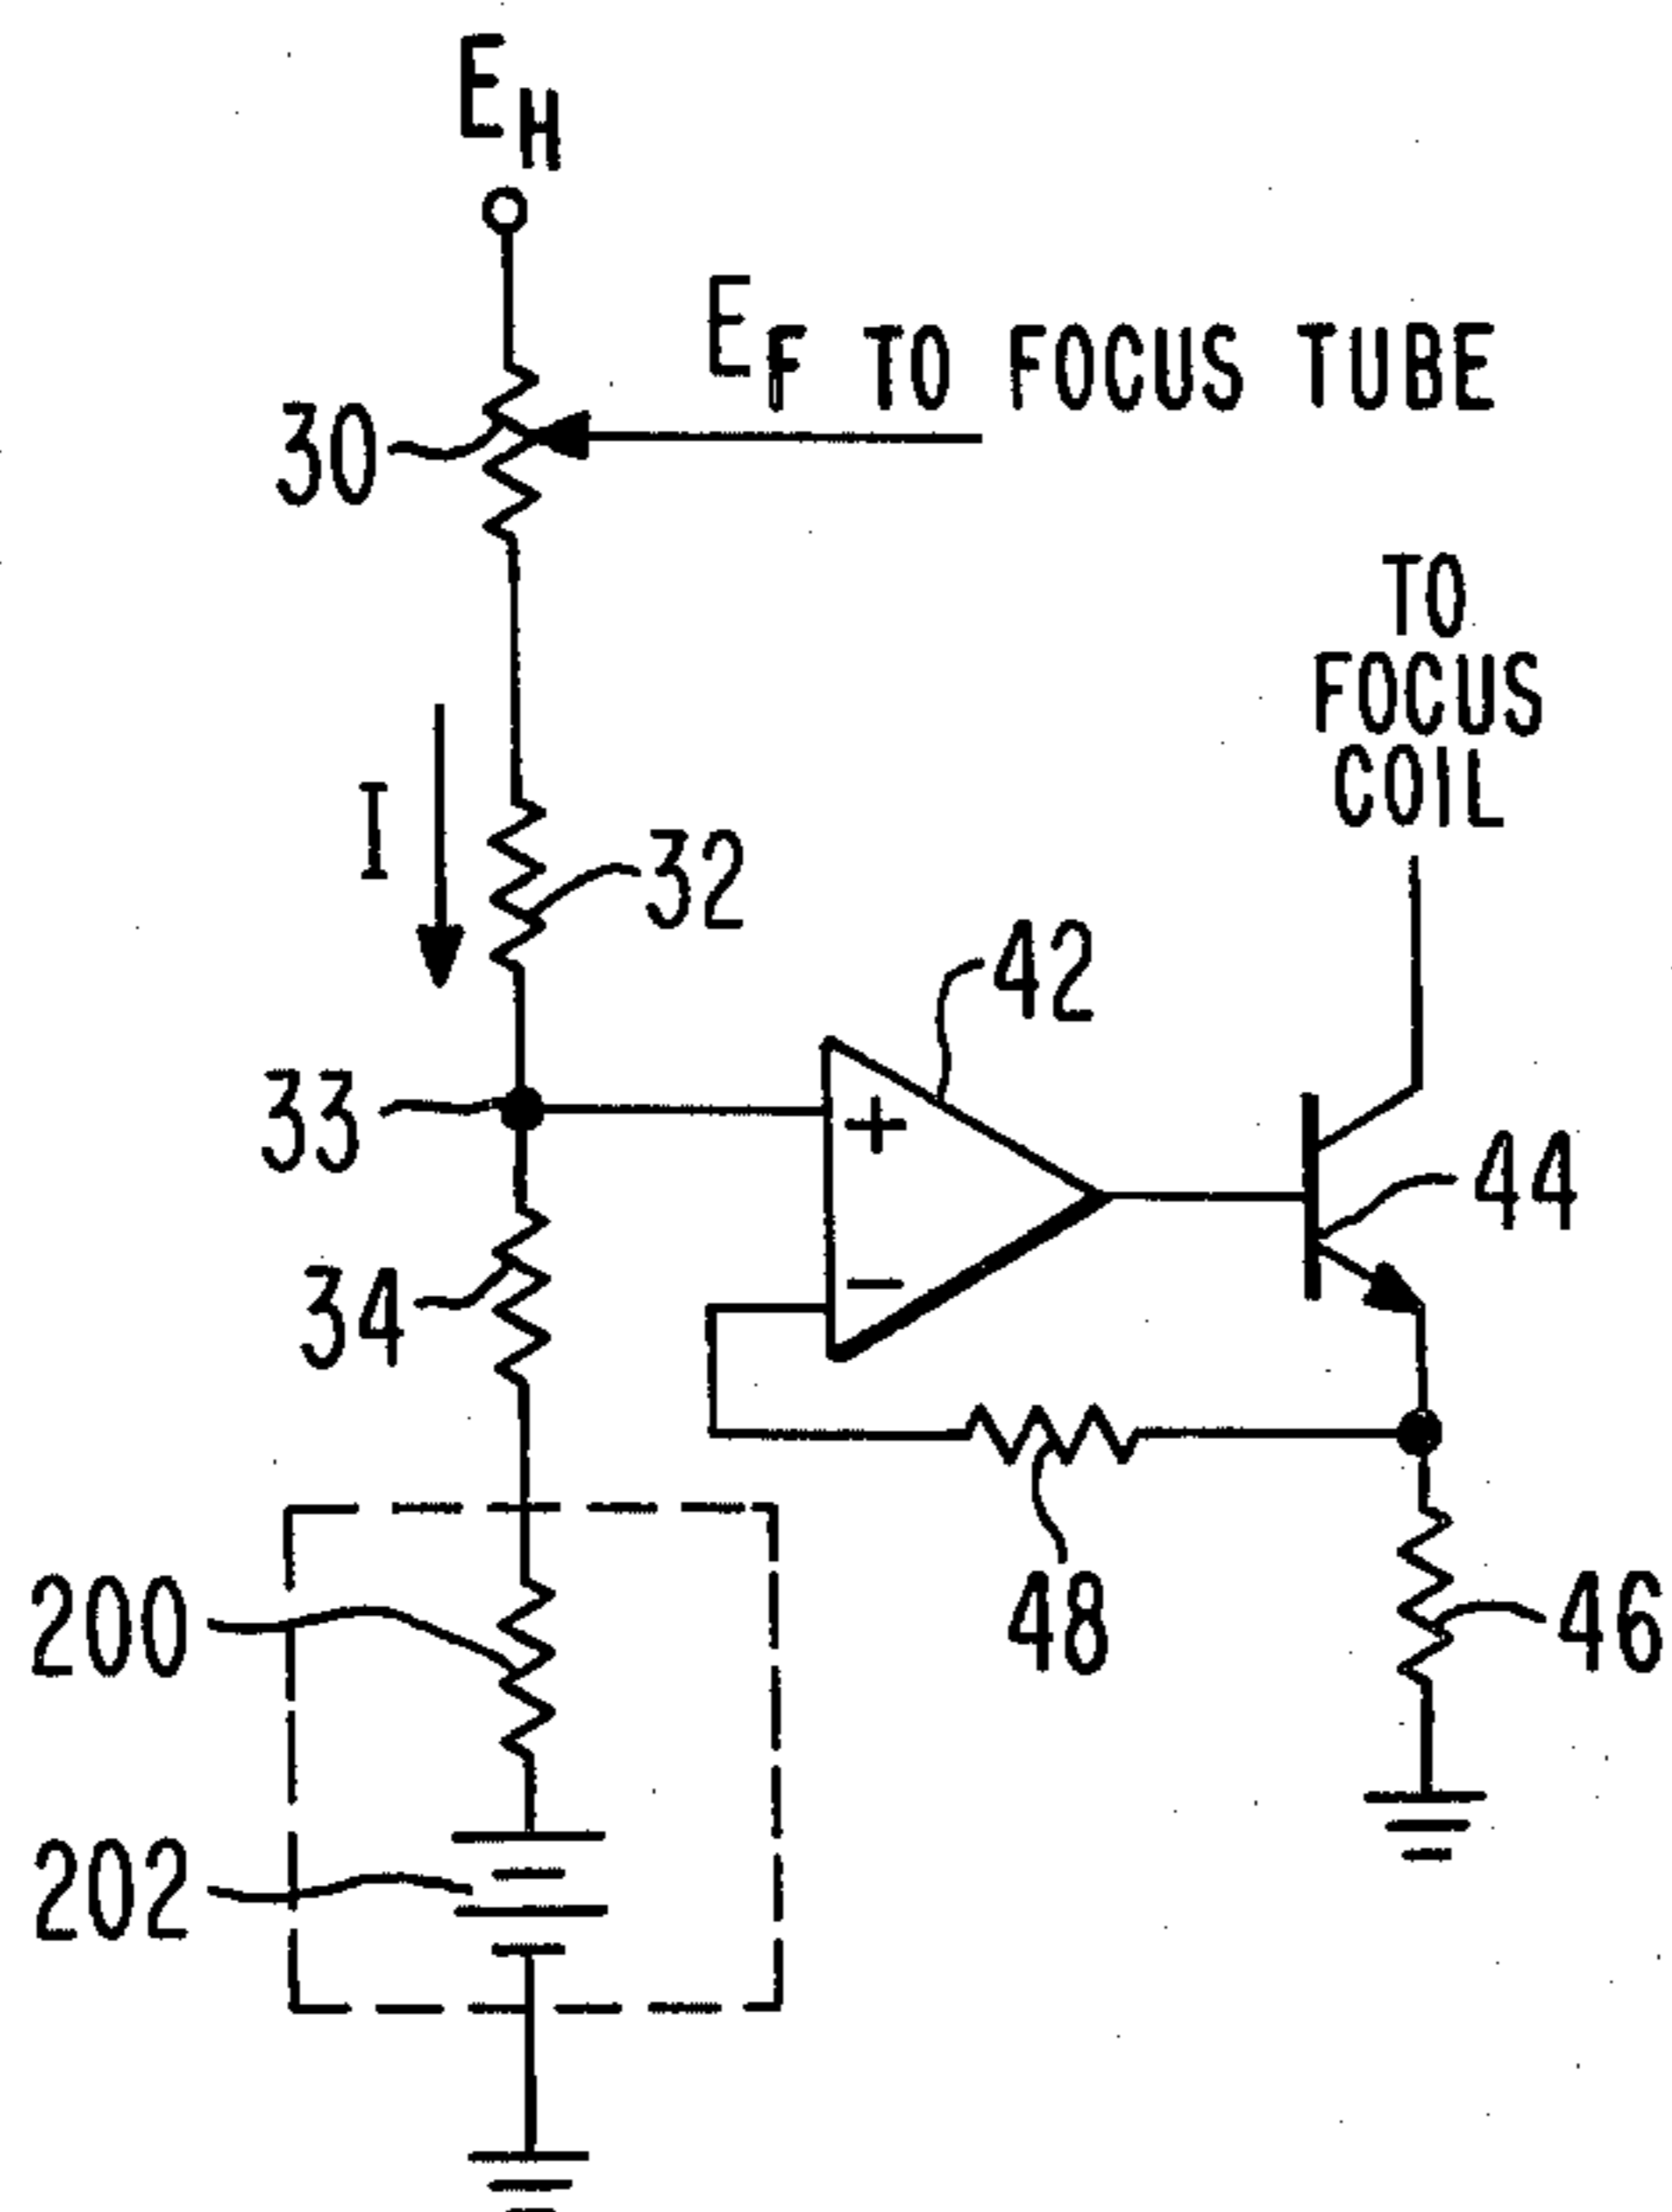 E_H
E_F TO FOCUS TUBE
30
TO
FOCUS
COIL
I
32
42
33
+
44
34
−
200
48
46
202